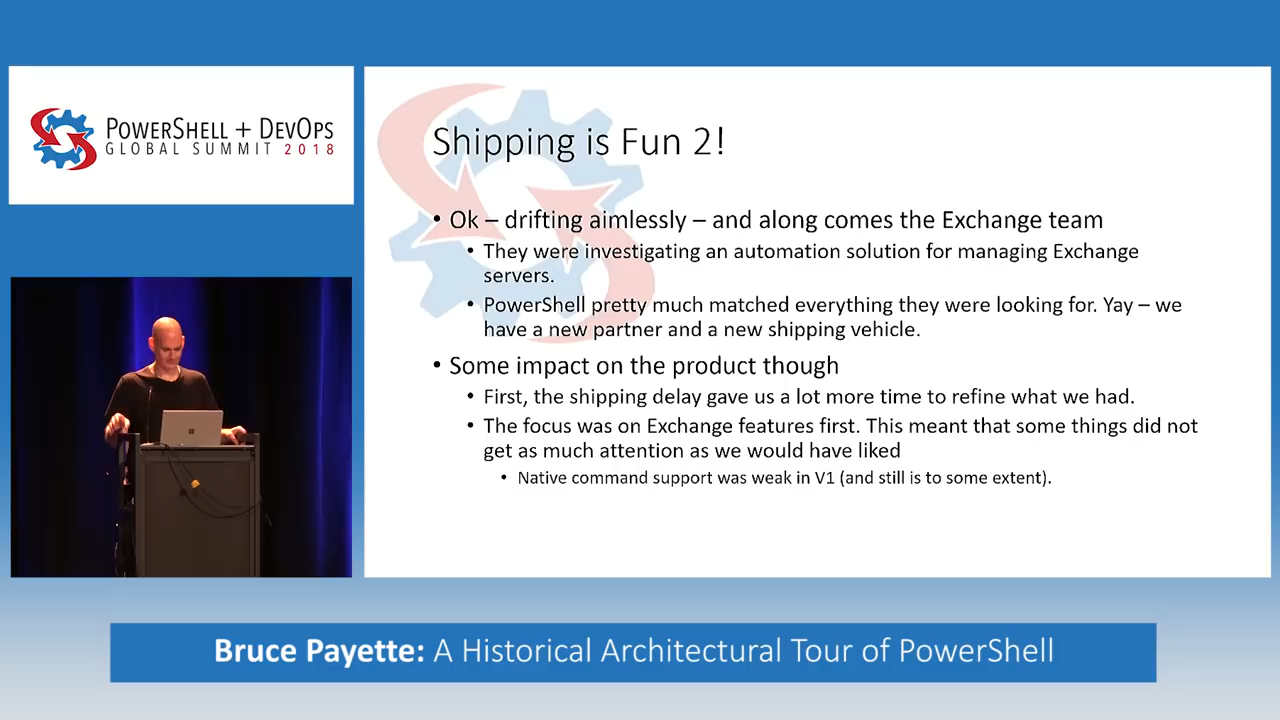 POWERSHELL + DEVOPS
GLOBAL SUMMIT 2018
Shipping is Fun 2!
• Ok – drifting aimlessly – and along comes the Exchange team
• They were investigating an automation solution for managing Exchange
servers.
• PowerShell pretty much matched everything they were looking for. Yay – we
have a new partner and a new shipping vehicle.
• Some impact on the product though
• First, the shipping delay gave us a lot more time to refine what we had.
• The focus was on Exchange features first. This meant that some things did not
get as much attention as we would have liked
• Native command support was weak in V1 (and still is to some extent).
Bruce Payette: A Historical Architectural Tour of PowerShell